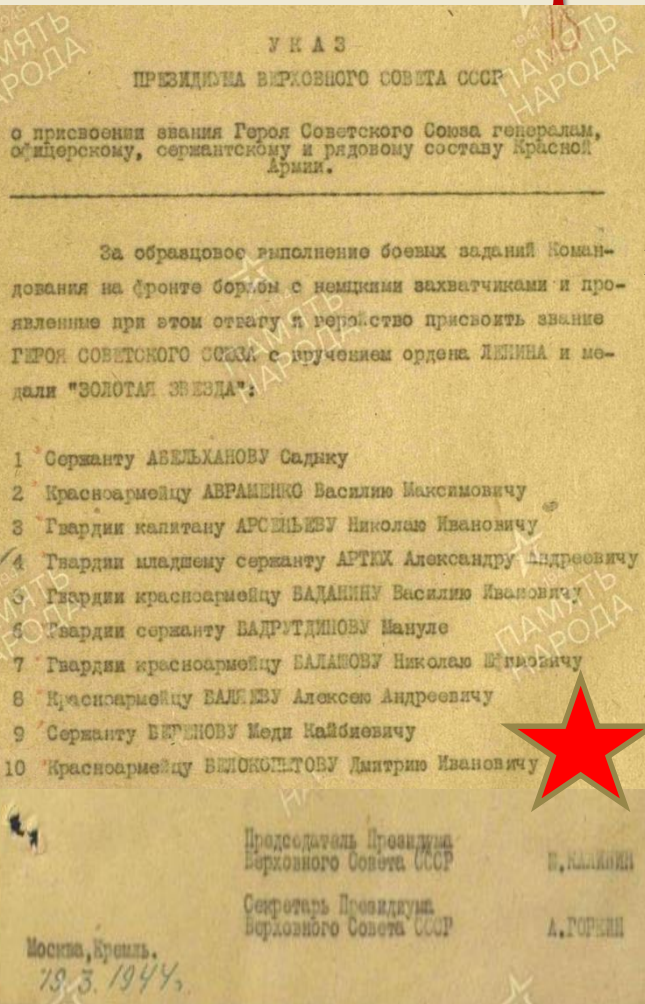 УКАЗ
ПРЕЗИДИУМА ВЕРХОВНОГО СОВЕТА СССР
о присвоении звания Героя Советского Союза генералам,
офицерскому, сержантскому и рядовому составу Красной
Армии.
За образцовое выполнение боевых заданий Коман-
дования на фронте борьбы с немцкими захватчиками и про-
явленные при этом отвагу и геройство присвоить звание
ГЕРОЯ СОВЕТСКОГО СОЮЗА с вручением ордена ЛЕНИНА и ме-
дали "ЗОЛОТАЯ ЗВЕЗДА":
1 Сержанту АБЕЛЬХАНОВУ Садыку
2 Красноармейцу АВРАМЕНКО Василию Максимовичу
3 Гвардии капитану АРСЕНЬЕВУ Николаю Ивановичу
4 Гвардии младшему сержанту АРТЮХ Александру Андреевичу
5 Гвардии красноармейцу БАДАНИНУ Василию Ивановичу
6 Гвардии сержанту БАДРУТДИНОВУ Мануле
7 Гвардии красноармейцу БАЛАШОВУ Николаю Ефимовичу
8 Красноармейцу БАЛЯЕВУ Алексею Андреевичу
9 Сержанту БЕГЕНОВУ Меди Кайбиевичу
10 Красноармейцу БЕЛОКОПЫТОВУ Дмитрию Ивановичу
Председатель Президиума
Верховного Совета СССР М.КАЛИНИН
Секретарь Президиума
Верховного Совета СССР А.ГОРКИН
Москва, Кремль.
19.3.1944.
ПАМЯТЬ
НАРОДА